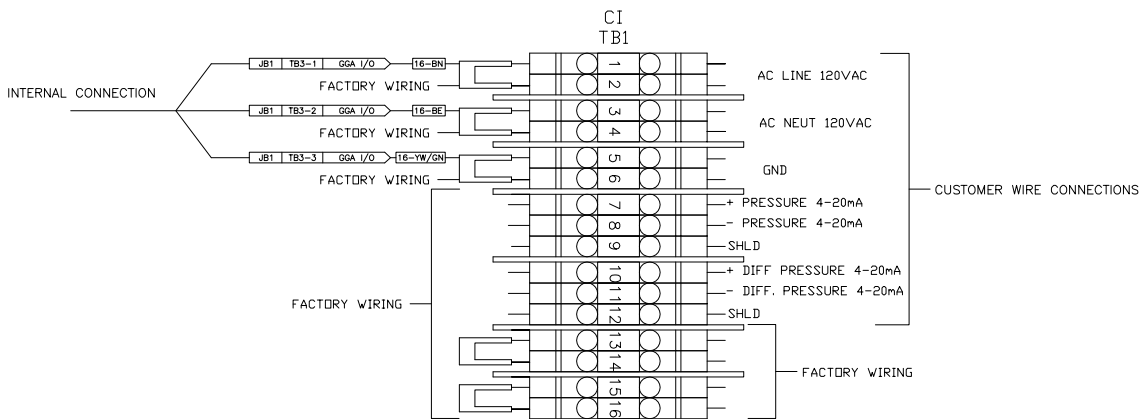 CI
TB1
JB1 TB3-1 GGA I/O 16-BN
1
AC LINE 120VAC
FACTORY WIRING
2
INTERNAL CONNECTION
JB1 TB3-2 GGA I/O 16-BE
3
AC NEUT 120VAC
FACTORY WIRING
4
JB1 TB3-3 GGA I/O 16-YW/GN
5
GND
FACTORY WIRING
6
CUSTOMER WIRE CONNECTIONS
7
+ PRESSURE 4-20mA
8
- PRESSURE 4-20mA
9
SHLD
10
+ DIFF PRESSURE 4-20mA
11
- DIFF. PRESSURE 4-20mA
FACTORY WIRING
12
SHLD
13
14
FACTORY WIRING
15
16